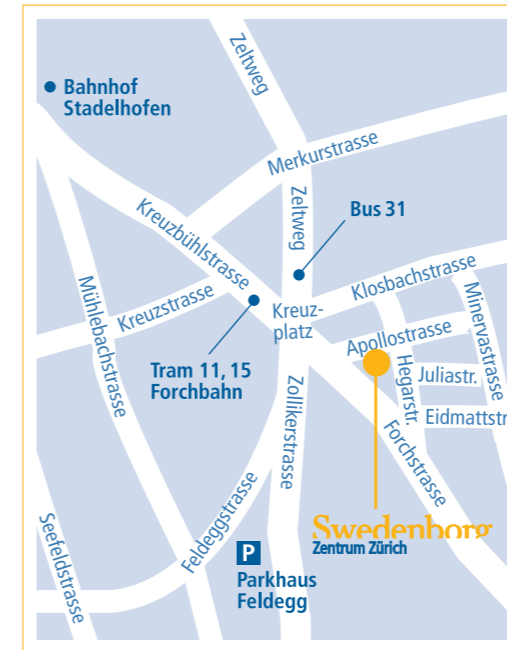 Zeltweg
Bahnhof
Stadelhofen
Merkurstrasse
Kreuzbühlstrasse
Zeltweg
Bus 31
Klosbachstrasse
Mühlebachstrasse
Kreuzstrasse
Kreuz-
platz
Minervastrasse
Apollostrasse
Tram 11, 15
Forchbahn
Hegarstr.
Juliastr.
Zollikerstrasse
Eidmattstr
Forchstrasse
Feldeggstrasse
Seefeldstrasse
Swedenborg
Zentrum Zürich
P
Parkhaus
Feldegg